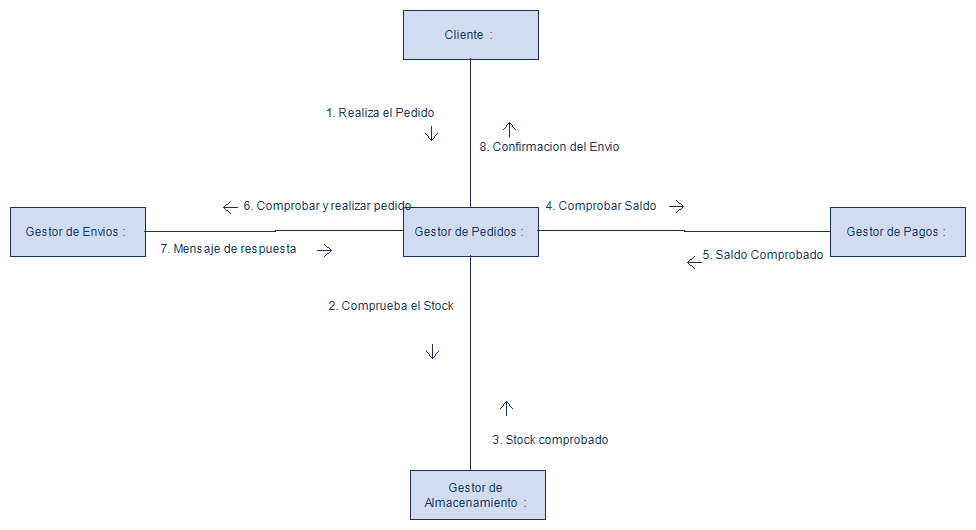 Cliente :
1. Realiza el Pedido
8. Confirmacion del Envio
6. Comprobar y realizar pedido
4. Comprobar Saldo
Gestor de Envios :
Gestor de Pedidos :
Gestor de Pagos :
7. Mensaje de respuesta
5. Saldo Comprobado
2. Comprueba el Stock
3. Stock comprobado
Gestor de
Almacenamiento :